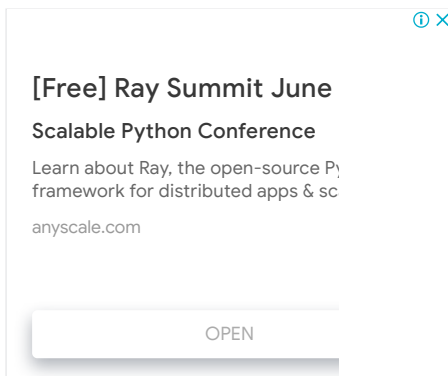 [Free] Ray Summit June
Scalable Python Conference
Learn about Ray, the open-source
framework for distributed apps &
anyscale.com
OPEN